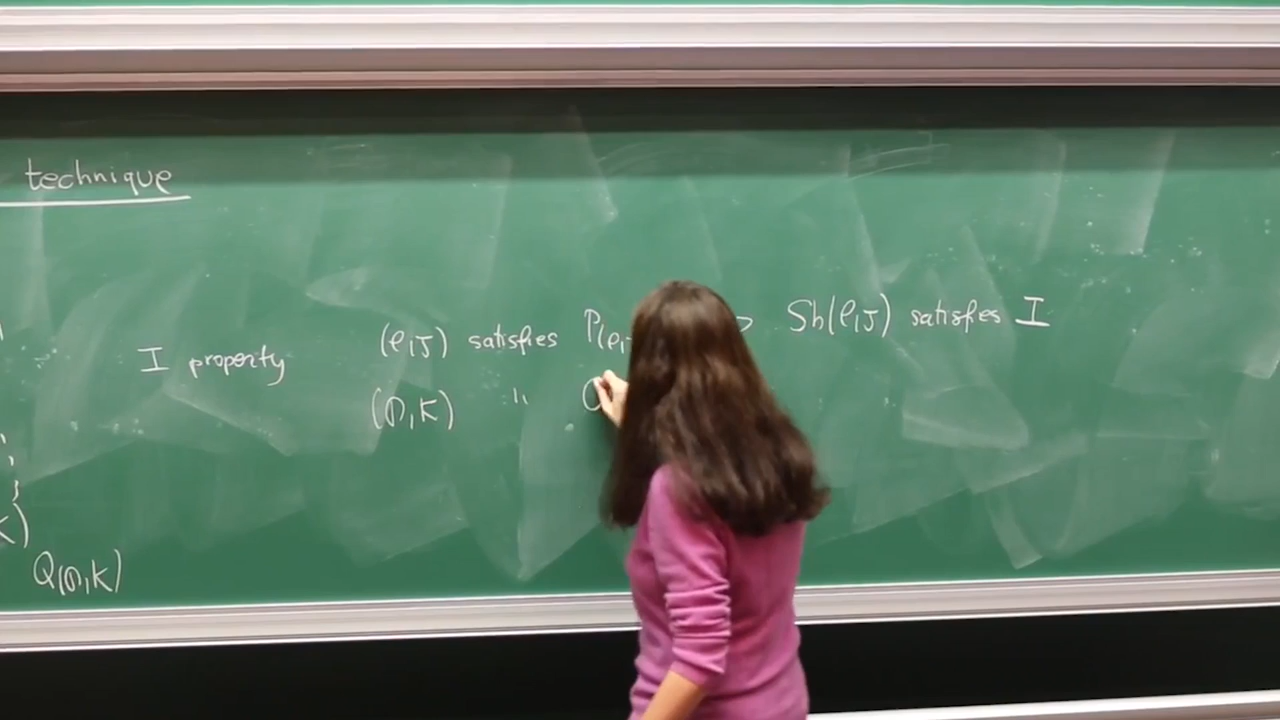 technique
I property
(C,J) satisfies P(C, Sh(C,J) satisfies I
(D,K) " Q
K)
Q(D,K)